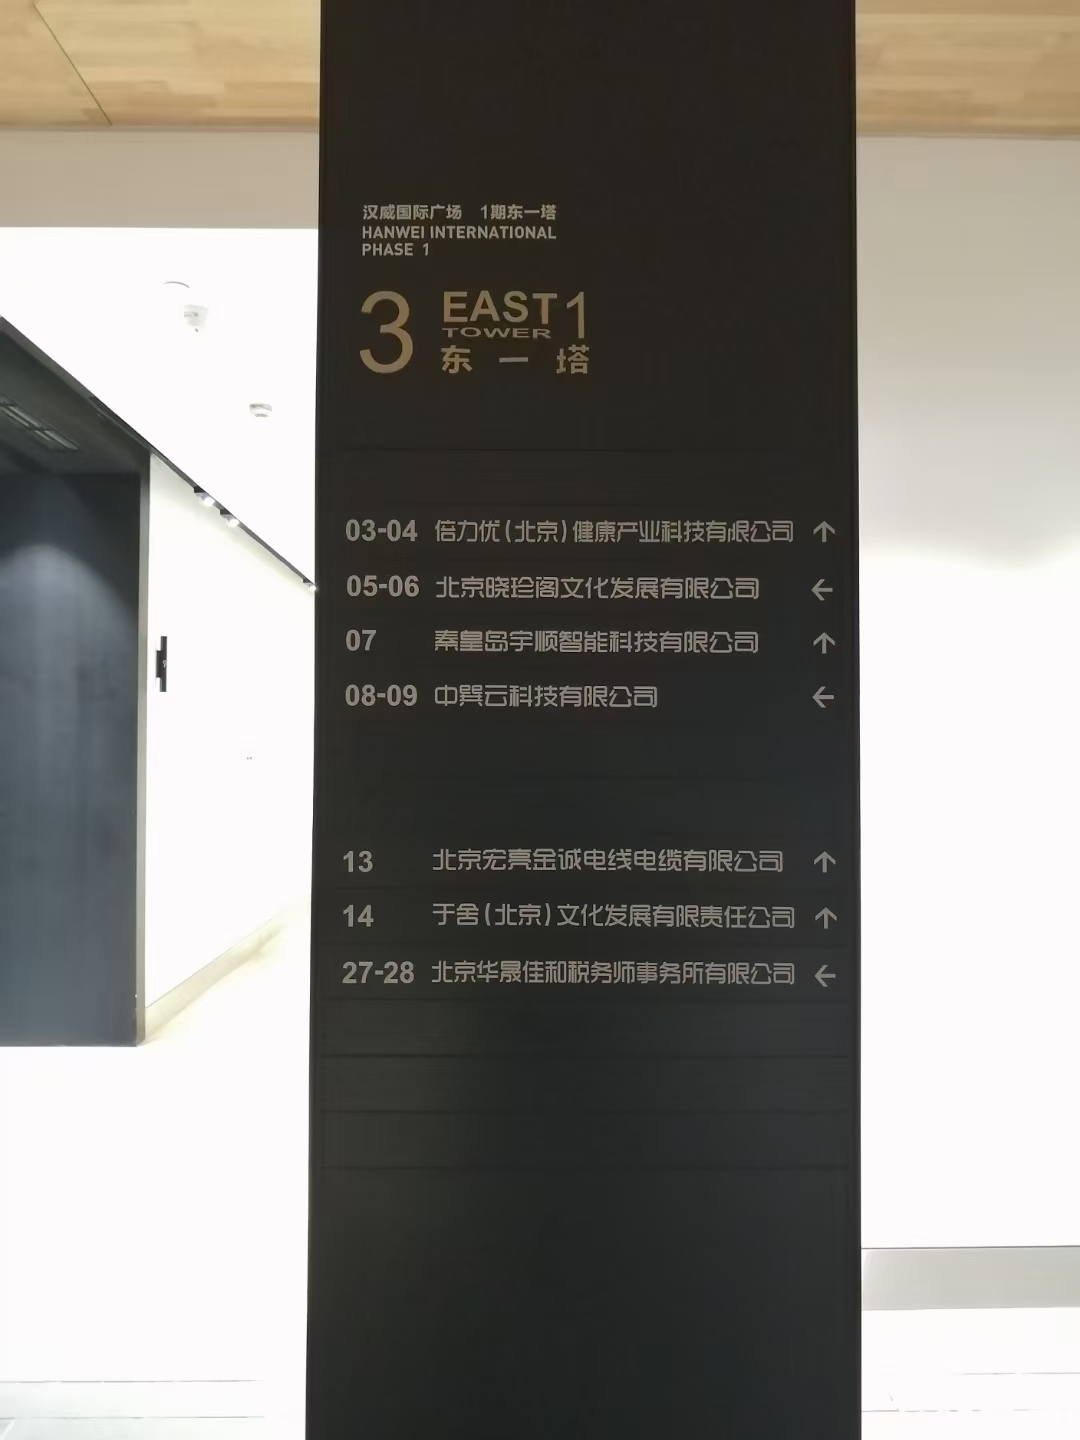 汉威国际广场 1期东一塔
HANWEI INTERNATIONAL
PHASE 1
3 EAST 1
TOWER
东一塔
03-04 倍力优(北京)健康产业科技有限公司 ↑
05-06 北京晓珍阁文化发展有限公司 ←
07 秦皇岛宇顺智能科技有限公司 ↑
08-09 中巽云科技有限公司 ←
13 北京宏亮金诚电线电缆有限公司 ↑
14 于舍(北京)文化发展有限责任公司 ↑
27-28 北京华晟佳和税务师事务所有限公司 ←